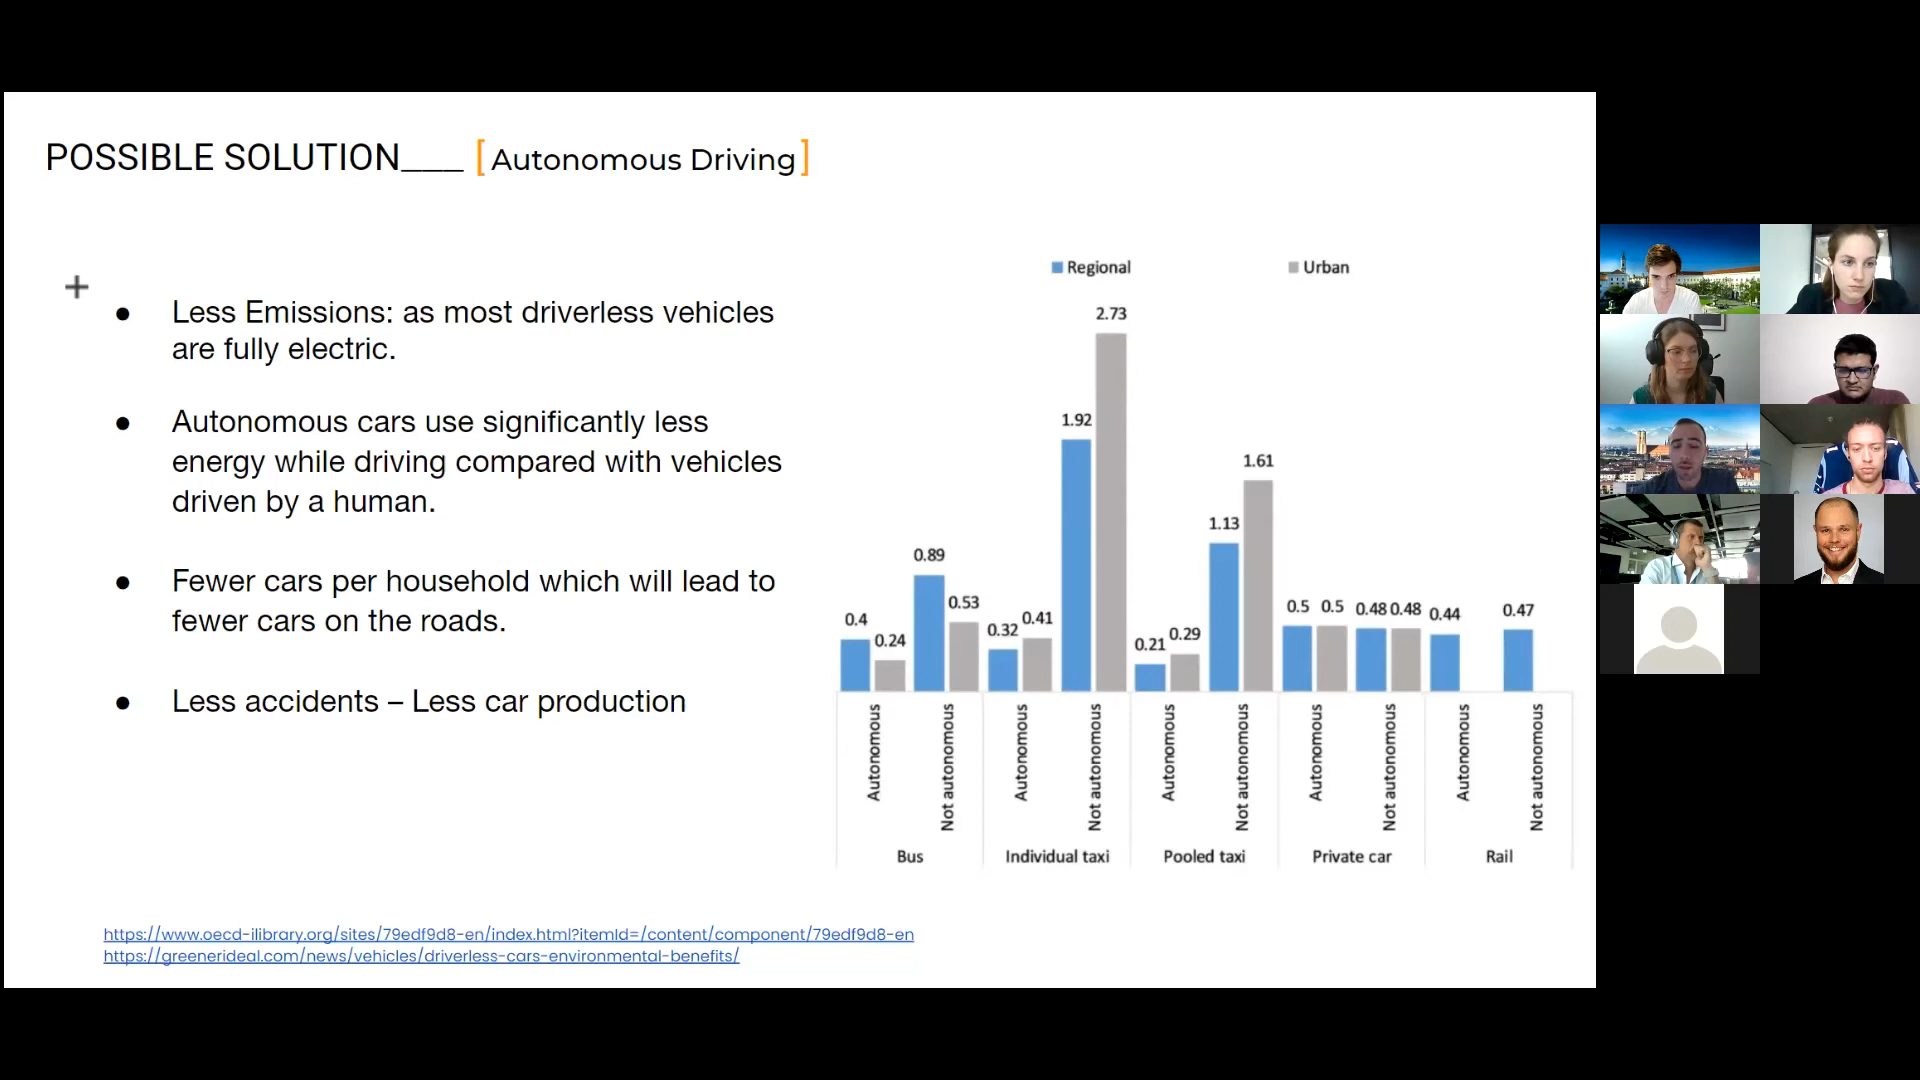 POSSIBLE SOLUTION___ [Autonomous Driving]
+
● Less Emissions: as most driverless vehicles
are fully electric.
● Autonomous cars use significantly less
energy while driving compared with vehicles
driven by a human.
● Fewer cars per household which will lead to
fewer cars on the roads.
● Less accidents – Less car production
Regional Urban
2.73
1.92
1.61
1.13
0.89
0.53
0.4
0.24
0.32
0.41
0.21
0.29
0.5 0.5 0.48 0.48 0.44 0.47
Autonomous Not autonomous Autonomous Not autonomous Autonomous Not autonomous Autonomous Not autonomous Autonomous Not autonomous
Bus Individual taxi Pooled taxi Private car Rail
https://www.oecd-ilibrary.org/sites/79edf9d8-en/index.html?itemId=/content/component/79edf9d8-en
https://greenerideal.com/news/vehicles/driverless-cars-environmental-benefits/